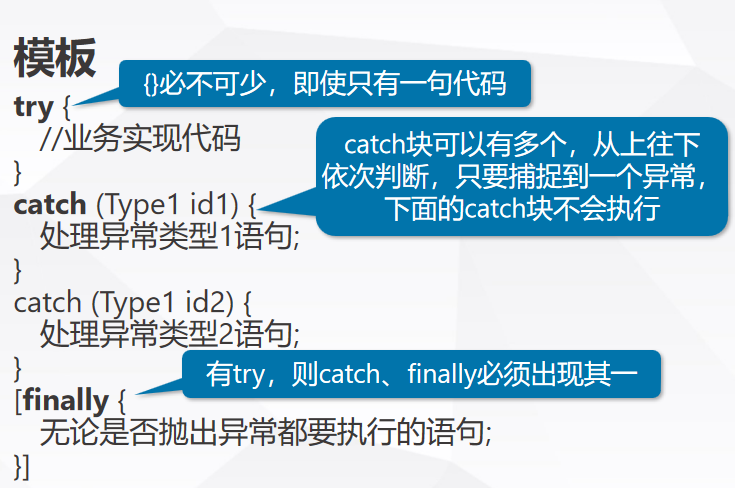 模板
{}必不可少，即使只有一句代码
try {
//业务实现代码
}
catch块可以有多个，从上往下
依次判断，只要捕捉到一个异常，
下面的catch块不会执行
catch (Type1 id1) {
处理异常类型1语句;
}
catch (Type1 id2) {
处理异常类型2语句;
}
有try，则catch、finally必须出现其一
[finally {
无论是否抛出异常都要执行的语句;
}]